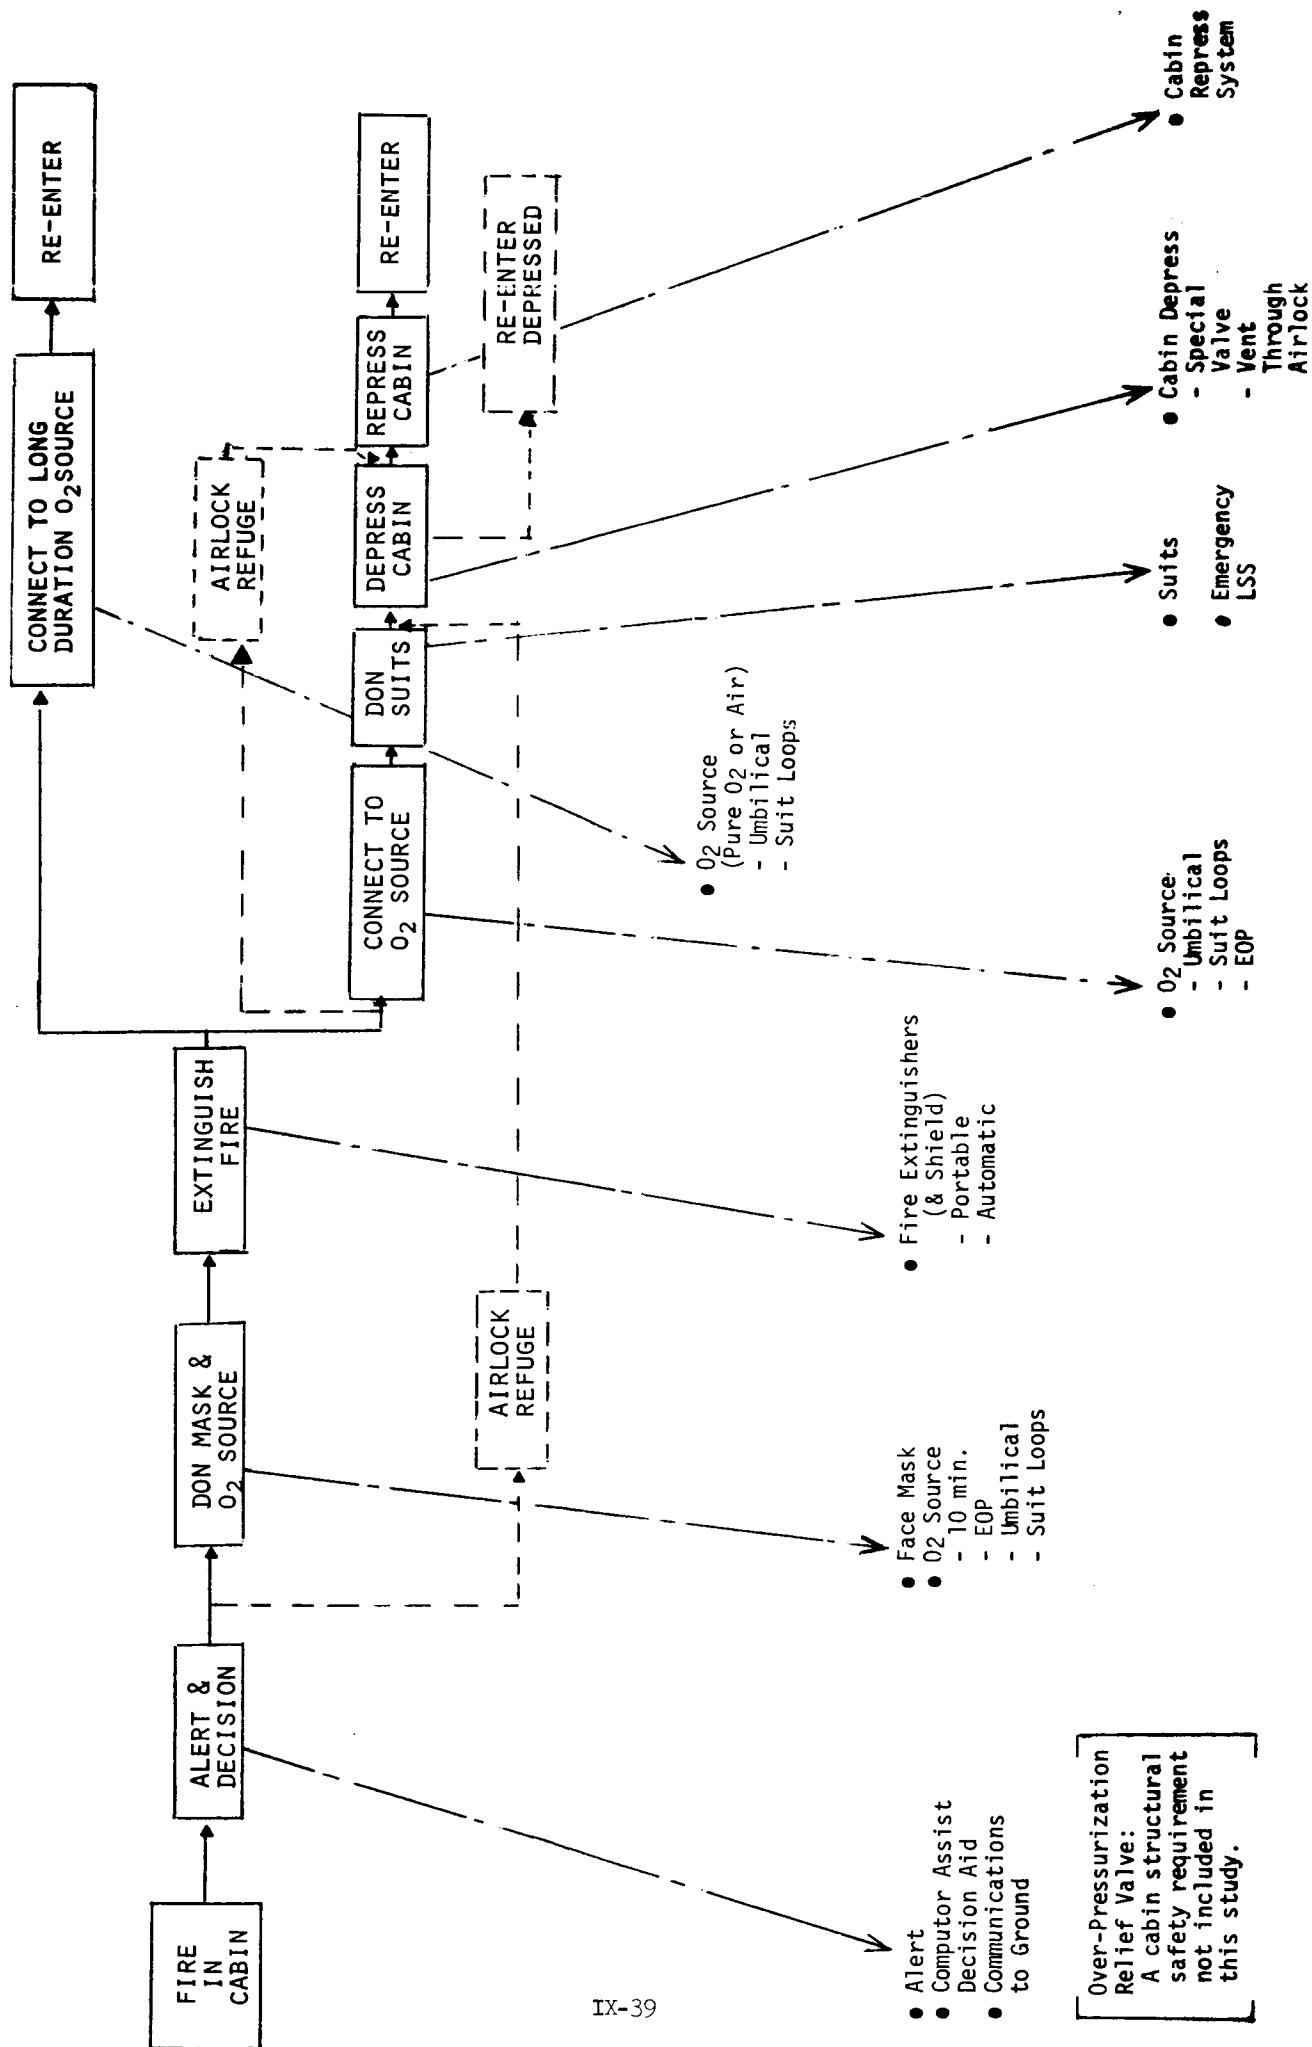 FIRE
IN
CABIN
ALERT &
DECISION
DON MASK &
O2 SOURCE
EXTINGUISH
FIRE
CONNECT TO LONG
DURATION O2SOURCE
RE-ENTER
AIRLOCK
REFUGE
CONNECT TO
O2 SOURCE
DON
SUITS
DEPRESS
CABIN
REPRESS
CABIN
RE-ENTER
RE-ENTER
DEPRESSED
AIRLOCK
REFUGE
● O2 Source
(Pure O2 or Air)
- Umbilical
- Suit Loops
● Alert
● Computor Assist
Decision Aid
● Communications
to Ground
● Face Mask
● O2 Source
- 10 min.
- EOP
- Umbilical
- Suit Loops
● Fire Extinguishers
(& Shield)
- Portable
- Automatic
● O2 Source
- Umbilical
- Suit Loops
- EOP
● Suits
● Emergency
LSS
● Cabin Depress
- Special
Valve
- Vent
Through
Airlock
● Cabin
Repress
System
Over-Pressurization
Relief Valve:
A cabin structural
safety requirement
not included in
this study.
IX-39